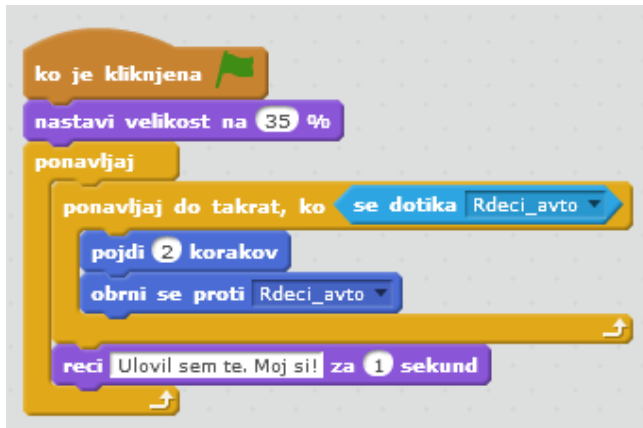 ko je kliknjena
nastavi velikost na 35 %
ponavljaj
ponavljaj do takrat, ko se dotika Rdeci_avto
pojdi 2 korakov
obrni se proti Rdeci_avto
reci Ulovil sem te. Moj si! za 1 sekund